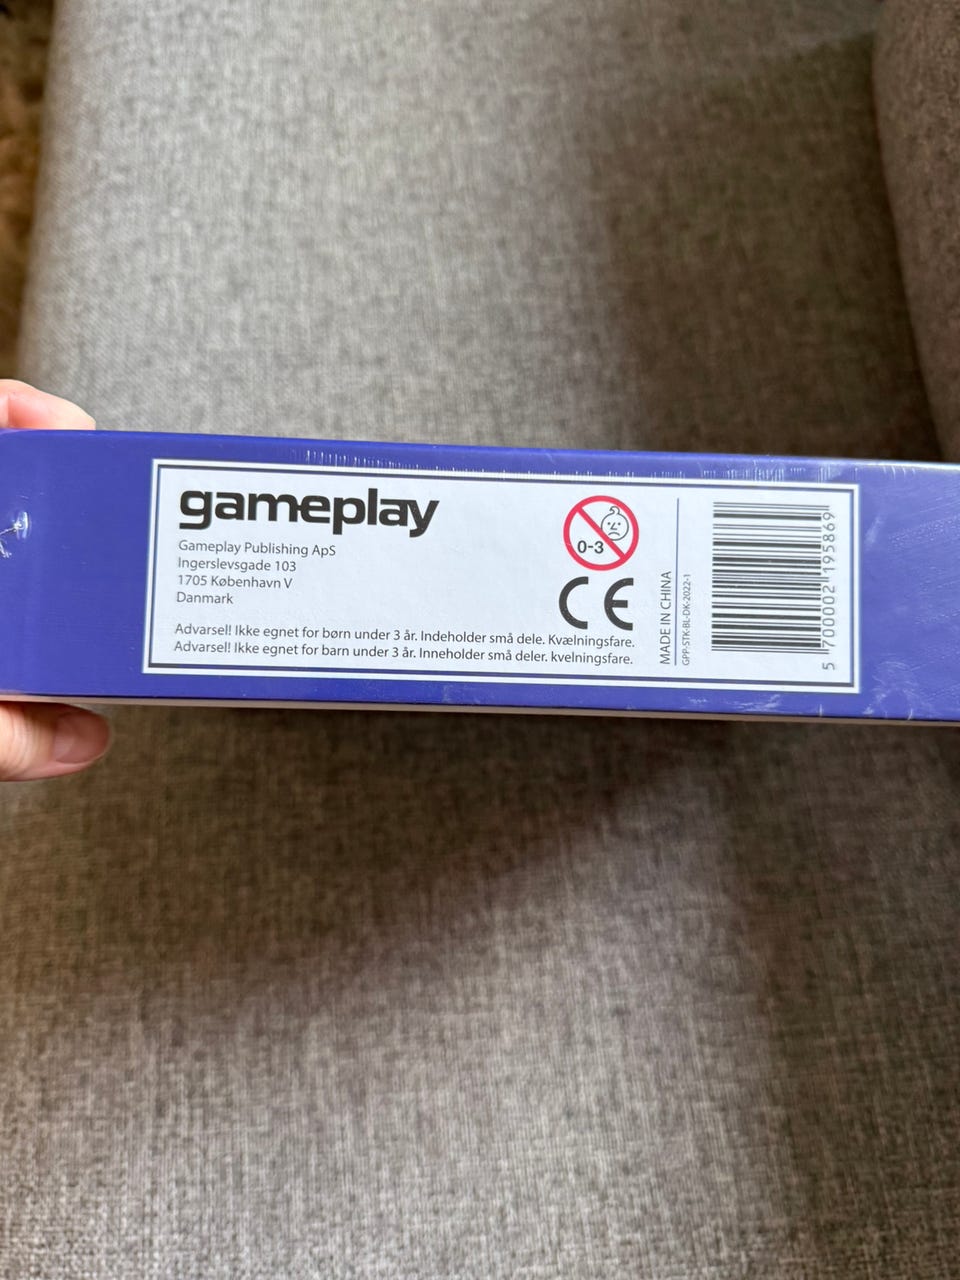 gameplay
Gameplay Publishing ApS
Ingerslevsgade 103
1705 København V
Danmark
Advarsel! Ikke egnet for børn under 3 år. Indeholder små dele. Kvælningsfare.
Advarsel! Ikke egnet for barn under 3 år. Inneholder små deler. kvelningsfare.
0-3
CE
MADE IN CHINA
GPP-STK-BL-DK-2022-1
5 700002 195869